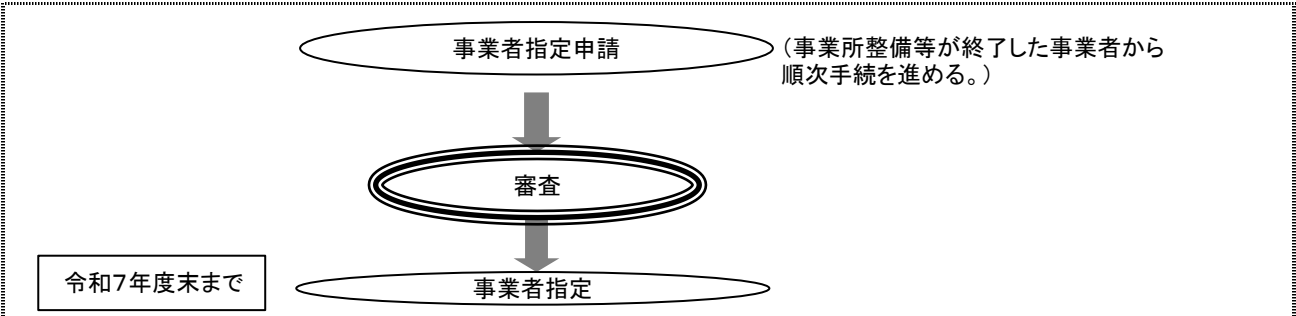 事業者指定申請
（事業所整備等が終了した事業者から
順次手続を進める。）
審査
令和7年度末まで
事業者指定